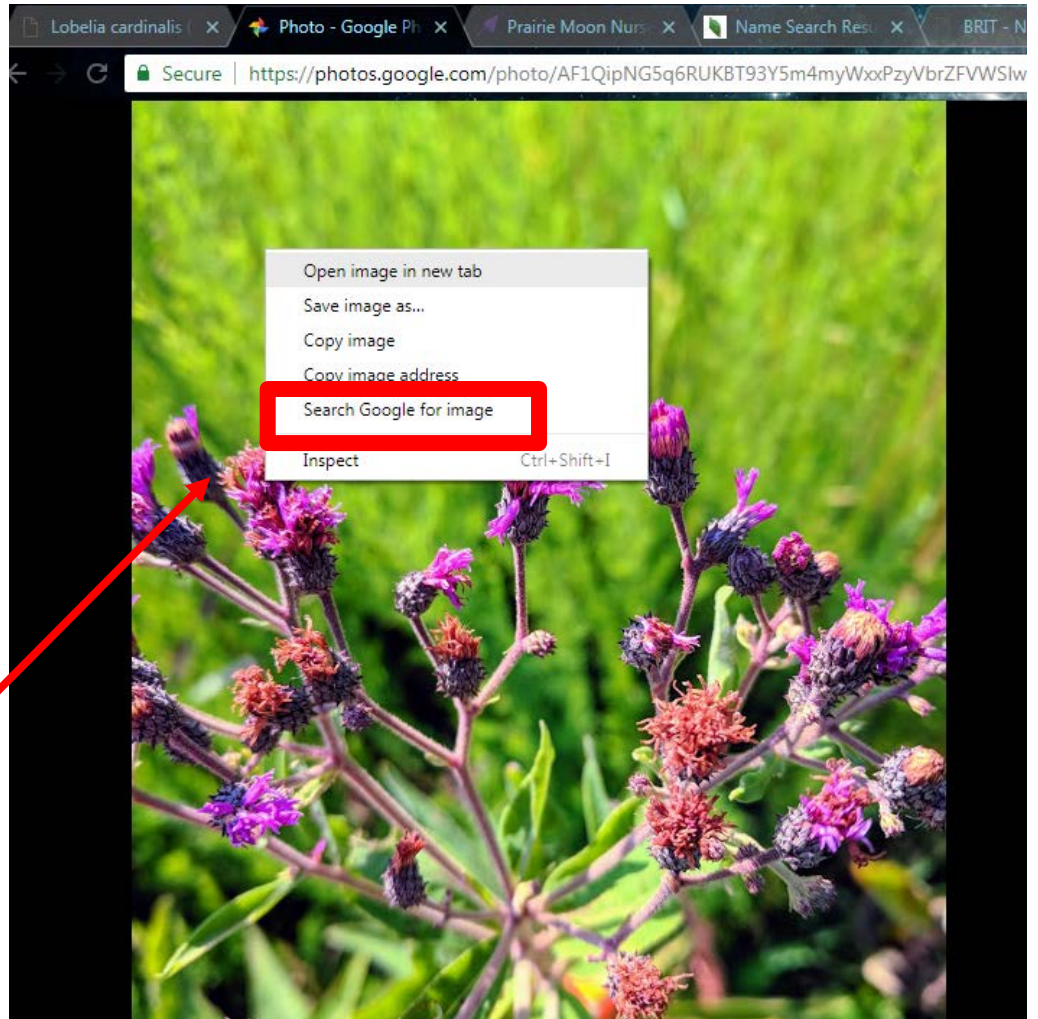 Lobelia cardinalis (
Photo - Google Ph
Prairie Moon Nurs
Name Search Resu
BRIT - N
Secure | https://photos.google.com/photo/AF1QipNG5q6RUKBT93Y5m4myWxxPzyVbrZFVWSIw
Open image in new tab
Save image as...
Copy image
Copy image address
Search Google for image
Inspect Ctrl+Shift+I